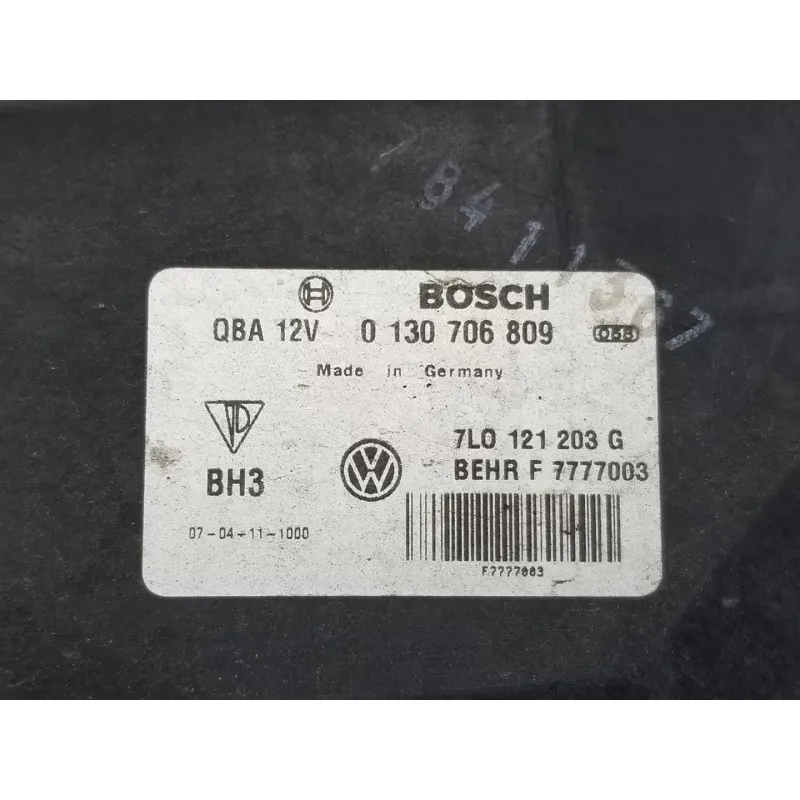 BOSCH
QBA 12V 0 130 706 809
Made in Germany
7L0 121 203 G
BH3
BEHR F 7777003
07-04-11-1000
F7777003